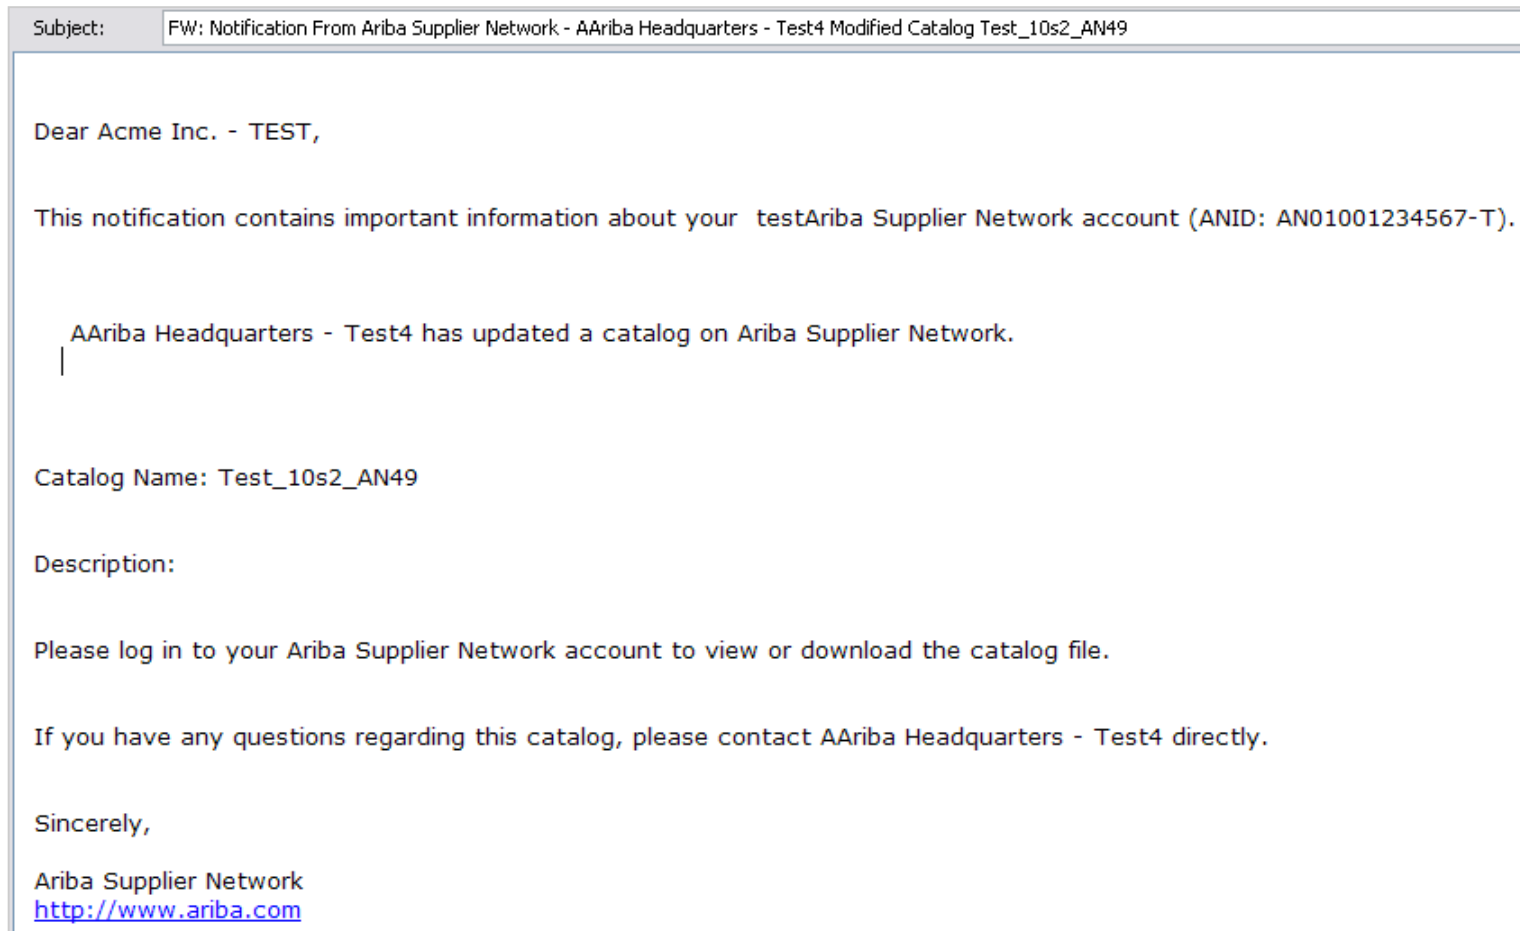 Subject: FW: Notification From Ariba Supplier Network - AAriba Headquarters - Test4 Modified Catalog Test_10s2_AN49
Dear Acme Inc. - TEST,
This notification contains important information about your  testAriba Supplier Network account (ANID: AN01001234567-T).
AAriba Headquarters - Test4 has updated a catalog on Ariba Supplier Network.
Catalog Name: Test_10s2_AN49
Description:
Please log in to your Ariba Supplier Network account to view or download the catalog file.
If you have any questions regarding this catalog, please contact AAriba Headquarters - Test4 directly.
Sincerely,
Ariba Supplier Network
http://www.ariba.com